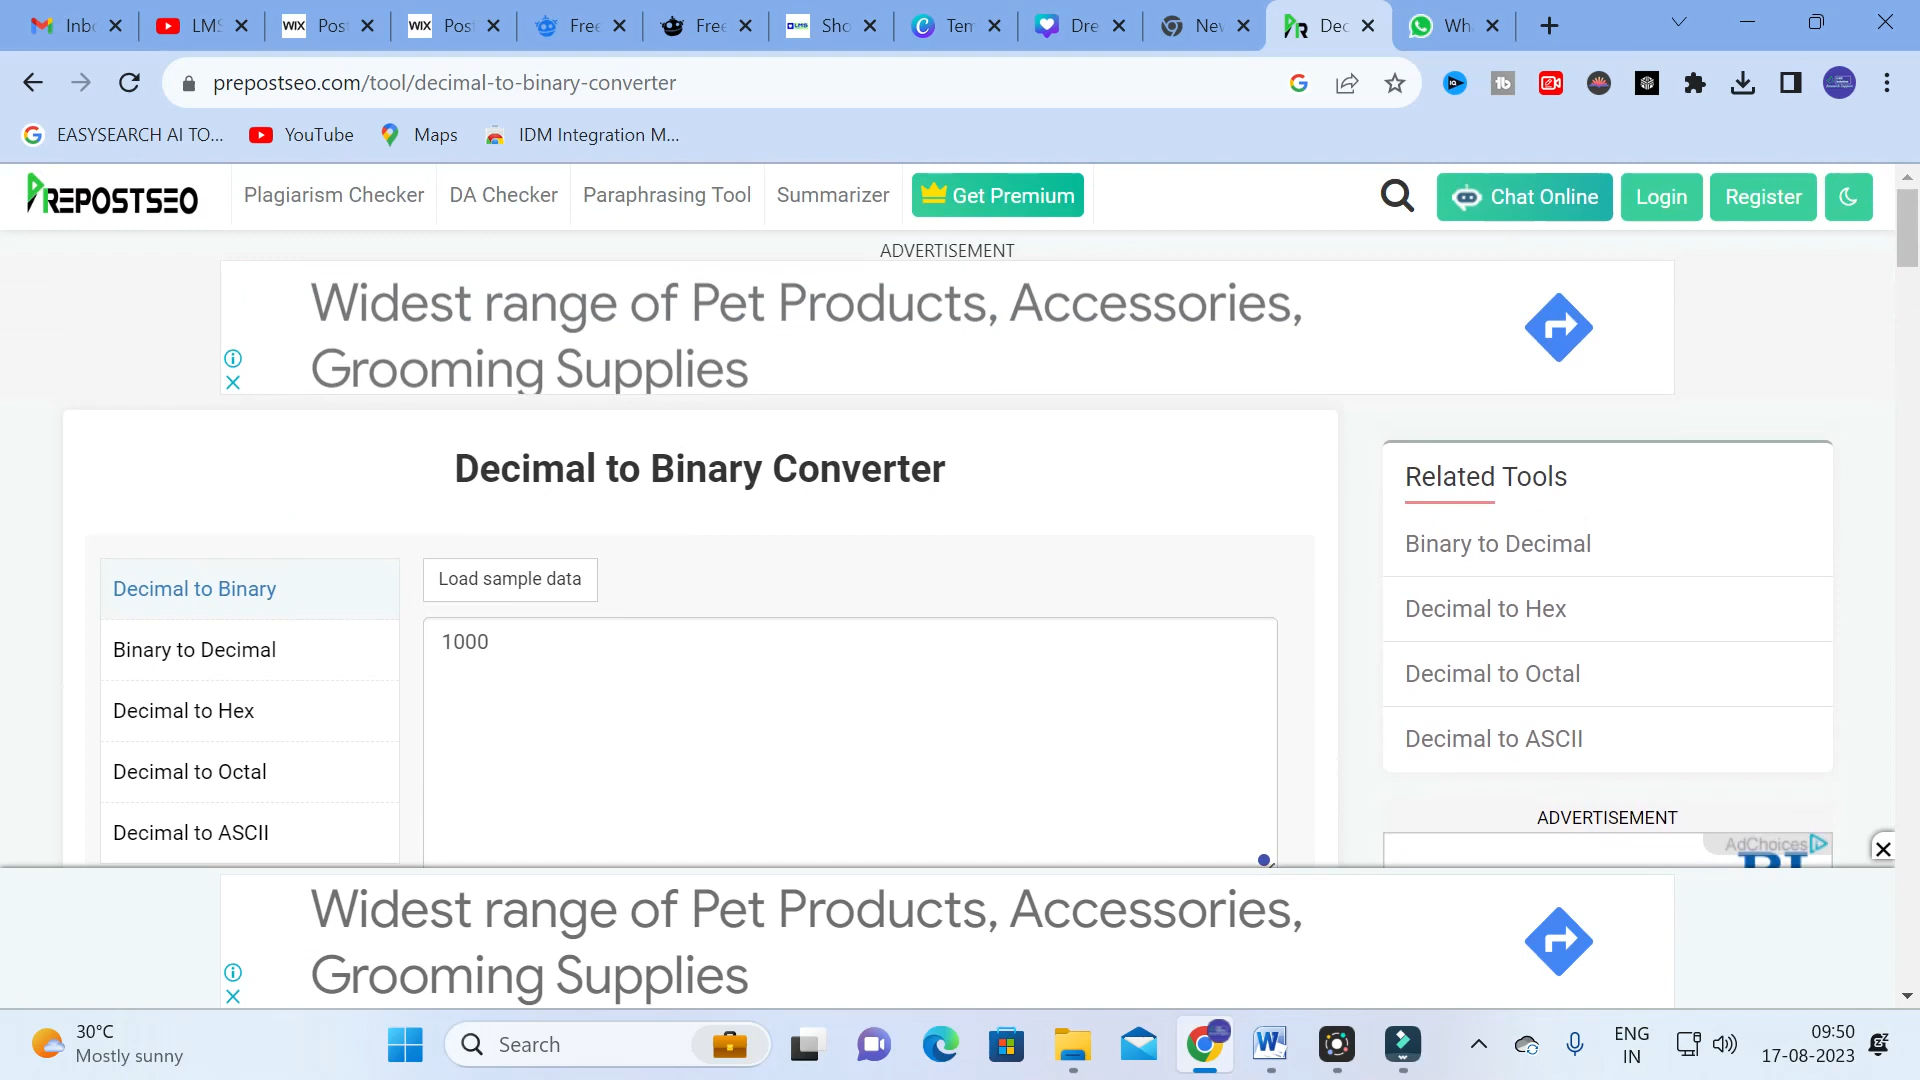 Inbo
LMS
WIX
Post
WIX
Post
Free
Free
Sho
Tem
Dre
New
Dec
Wha
prepostseo.com/tool/decimal-to-binary-converter
EASYSEARCH AI TO...
YouTube
Maps
IDM Integration M...
PREPOSTSEO
Plagiarism Checker
DA Checker
Paraphrasing Tool
Summarizer
Get Premium
Chat Online
Login
Register
ADVERTISEMENT
Widest range of Pet Products, Accessories,
Grooming Supplies
Decimal to Binary Converter
Decimal to Binary
Binary to Decimal
Decimal to Hex
Decimal to Octal
Decimal to ASCII
Load sample data
1000
Related Tools
Binary to Decimal
Decimal to Hex
Decimal to Octal
Decimal to ASCII
ADVERTISEMENT
AdChoices
Widest range of Pet Products, Accessories,
Grooming Supplies
30°C
Mostly sunny
Search
ENG
IN
09:50
17-08-2023